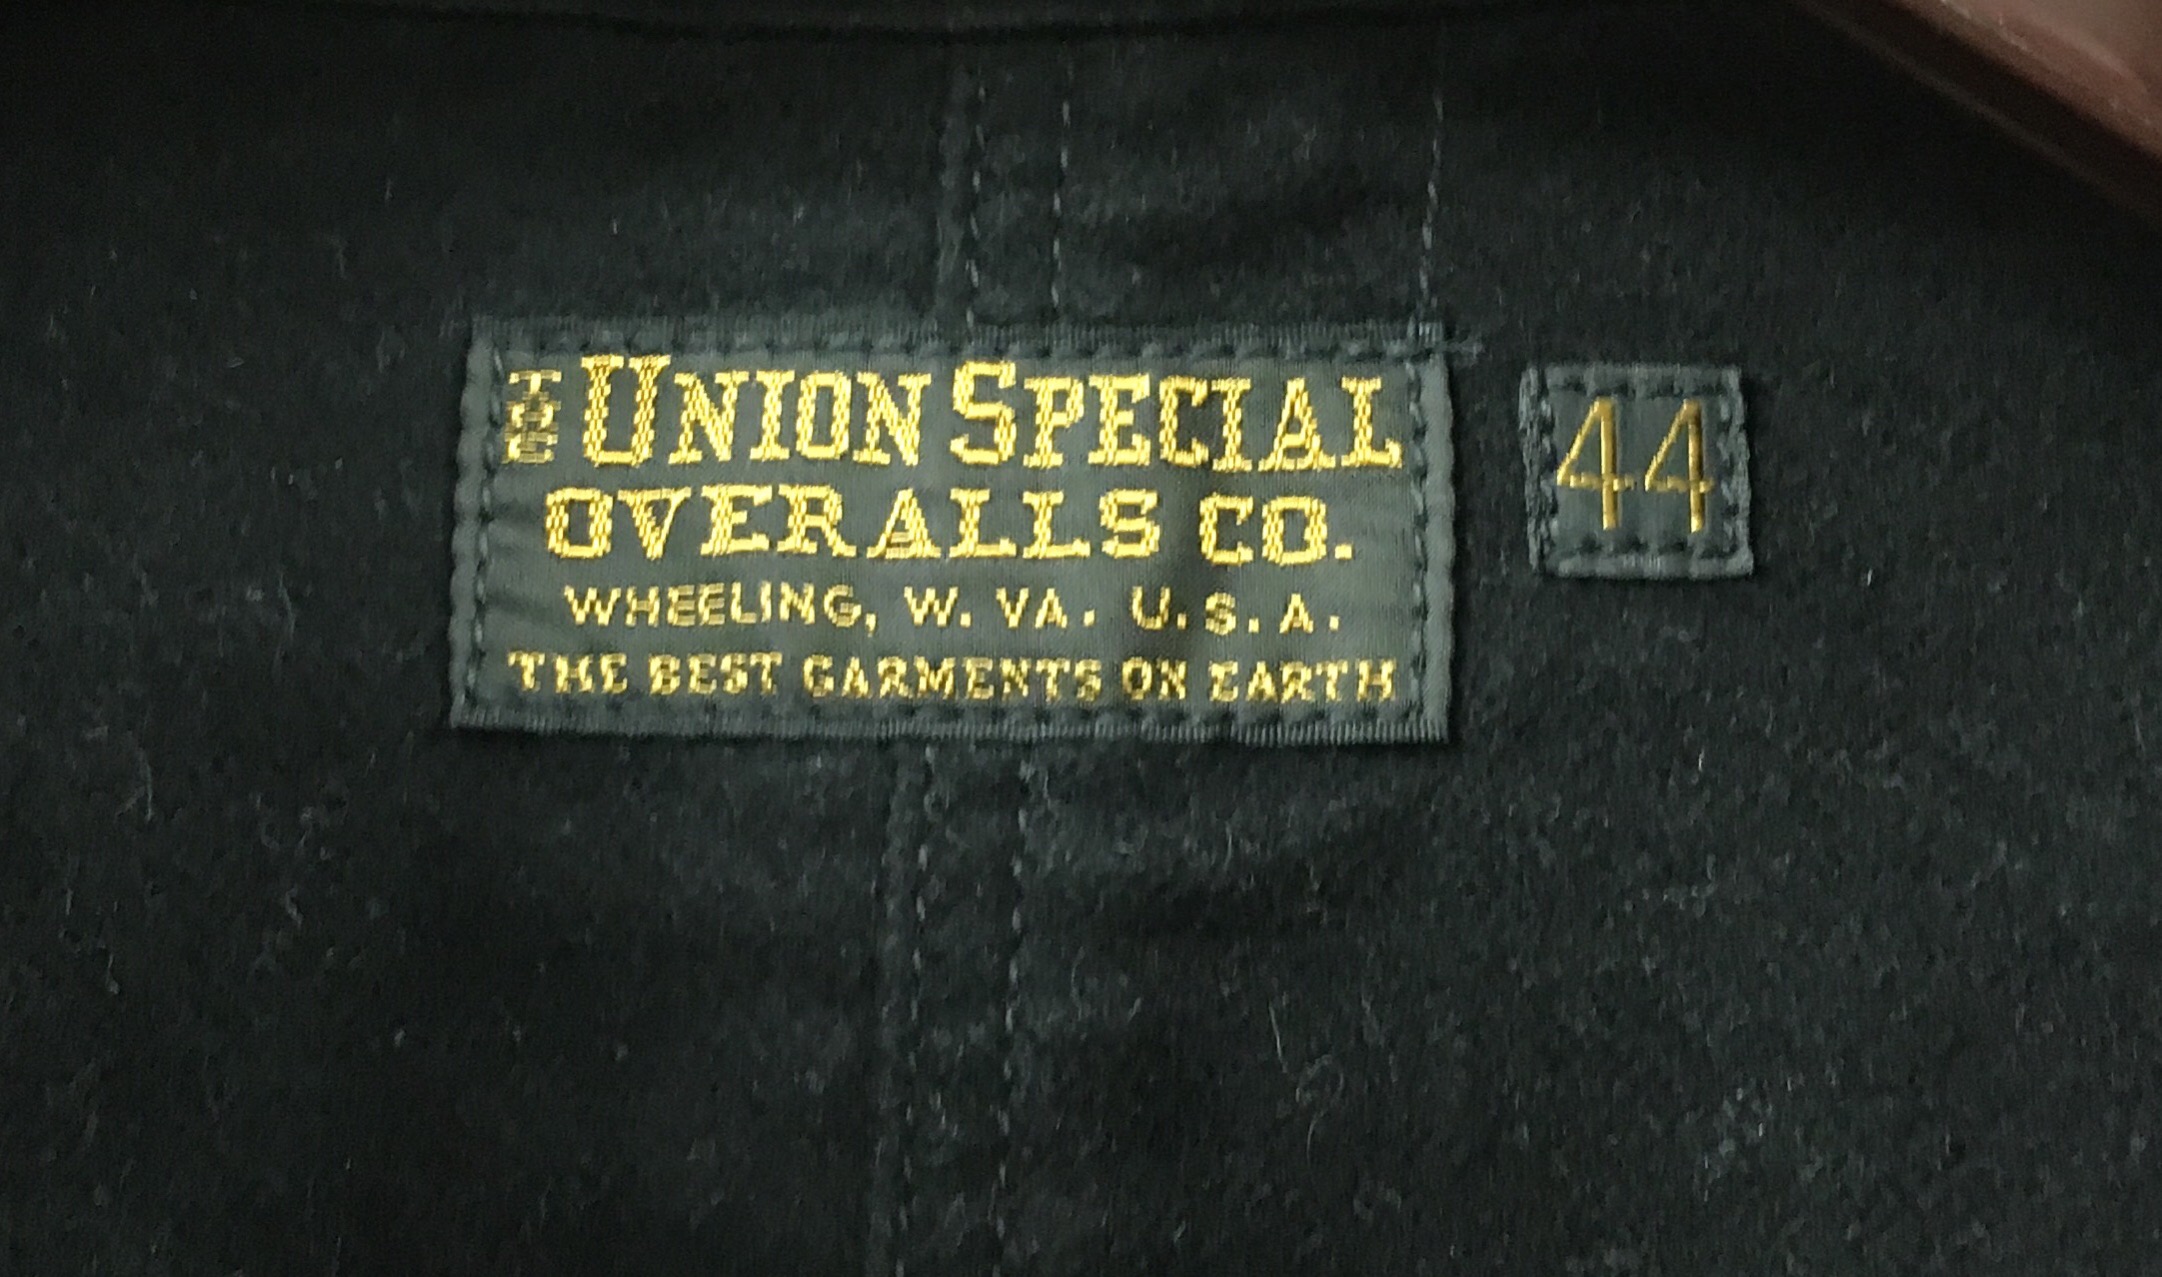 THE UNION SPECIAL
OVERALLS CO.
WHEELING, W. VA. U.S.A.
THE BEST GARMENTS ON EARTH
44